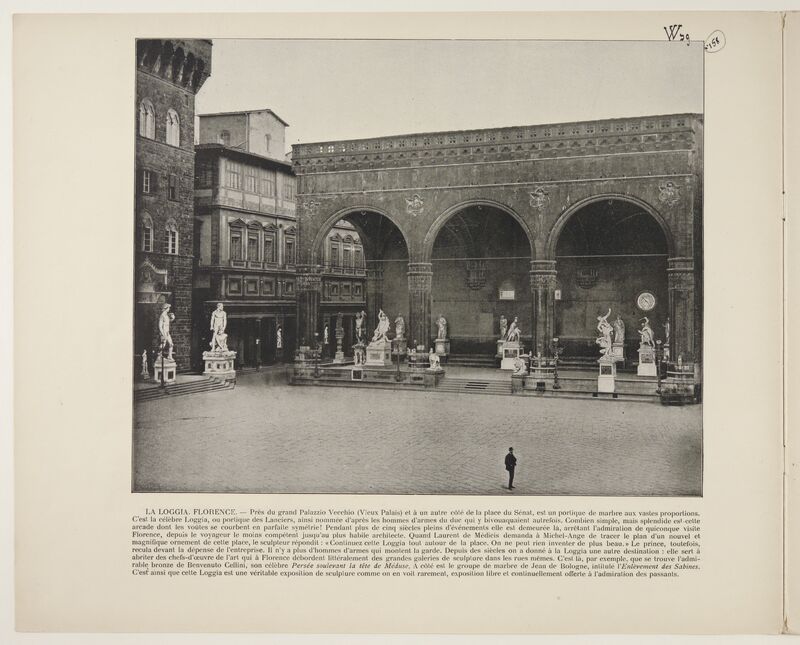 Wsg
LA LOGGIA. FLORENCE. — Près du grand Palazzio Vecchio (Vieux Palais) et à un autre côté de la place du Sénat, est un portique de marbre aux vastes proportions.
C'est la célèbre Loggia, ou portique des Lanciers, ainsi nommée d'après les hommes d'armes du duc qui y bivouaquaient autrefois. Combien simple, mais splendide est cette
arcade dont les voûtes se courbent en parfaite symétrie! Pendant plus de cinq siècles pleins d'événements elle est demeurée là, arrêtant l'admiration de quiconque visite
Florence, depuis le voyageur le moins compétent jusqu'au plus habile architecte. Quand Laurent de Médicis demanda à Michel-Ange de tracer le plan d'un nouvel et
magnifique ornement de cette place, le sculpteur répondit : « Continuez cette Loggia tout autour de la place. On ne peut rien inventer de plus beau. » Le prince, toutefois,
recula devant la dépense de l'entreprise. Il n'y a plus d'hommes d'armes qui montent la garde. Depuis des siècles on a donné à la Loggia une autre destination : elle sert à
abriter des chefs-d'œuvre de l'art qui à Florence débordent littéralement des grandes galeries de sculpture dans les rues mêmes. C'est là, par exemple, que se trouve l'admi-
rable bronze de Benvenuto Cellini, son célèbre Persée soulevant la tête de Méduse. A côté est le groupe de marbre de Jean de Bologne, intitulé l'Enlèvement des Sabines.
C'est ainsi que cette Loggia est une véritable exposition de sculpture comme on en voit rarement, exposition libre et continuellement offerte à l'admiration des passants.